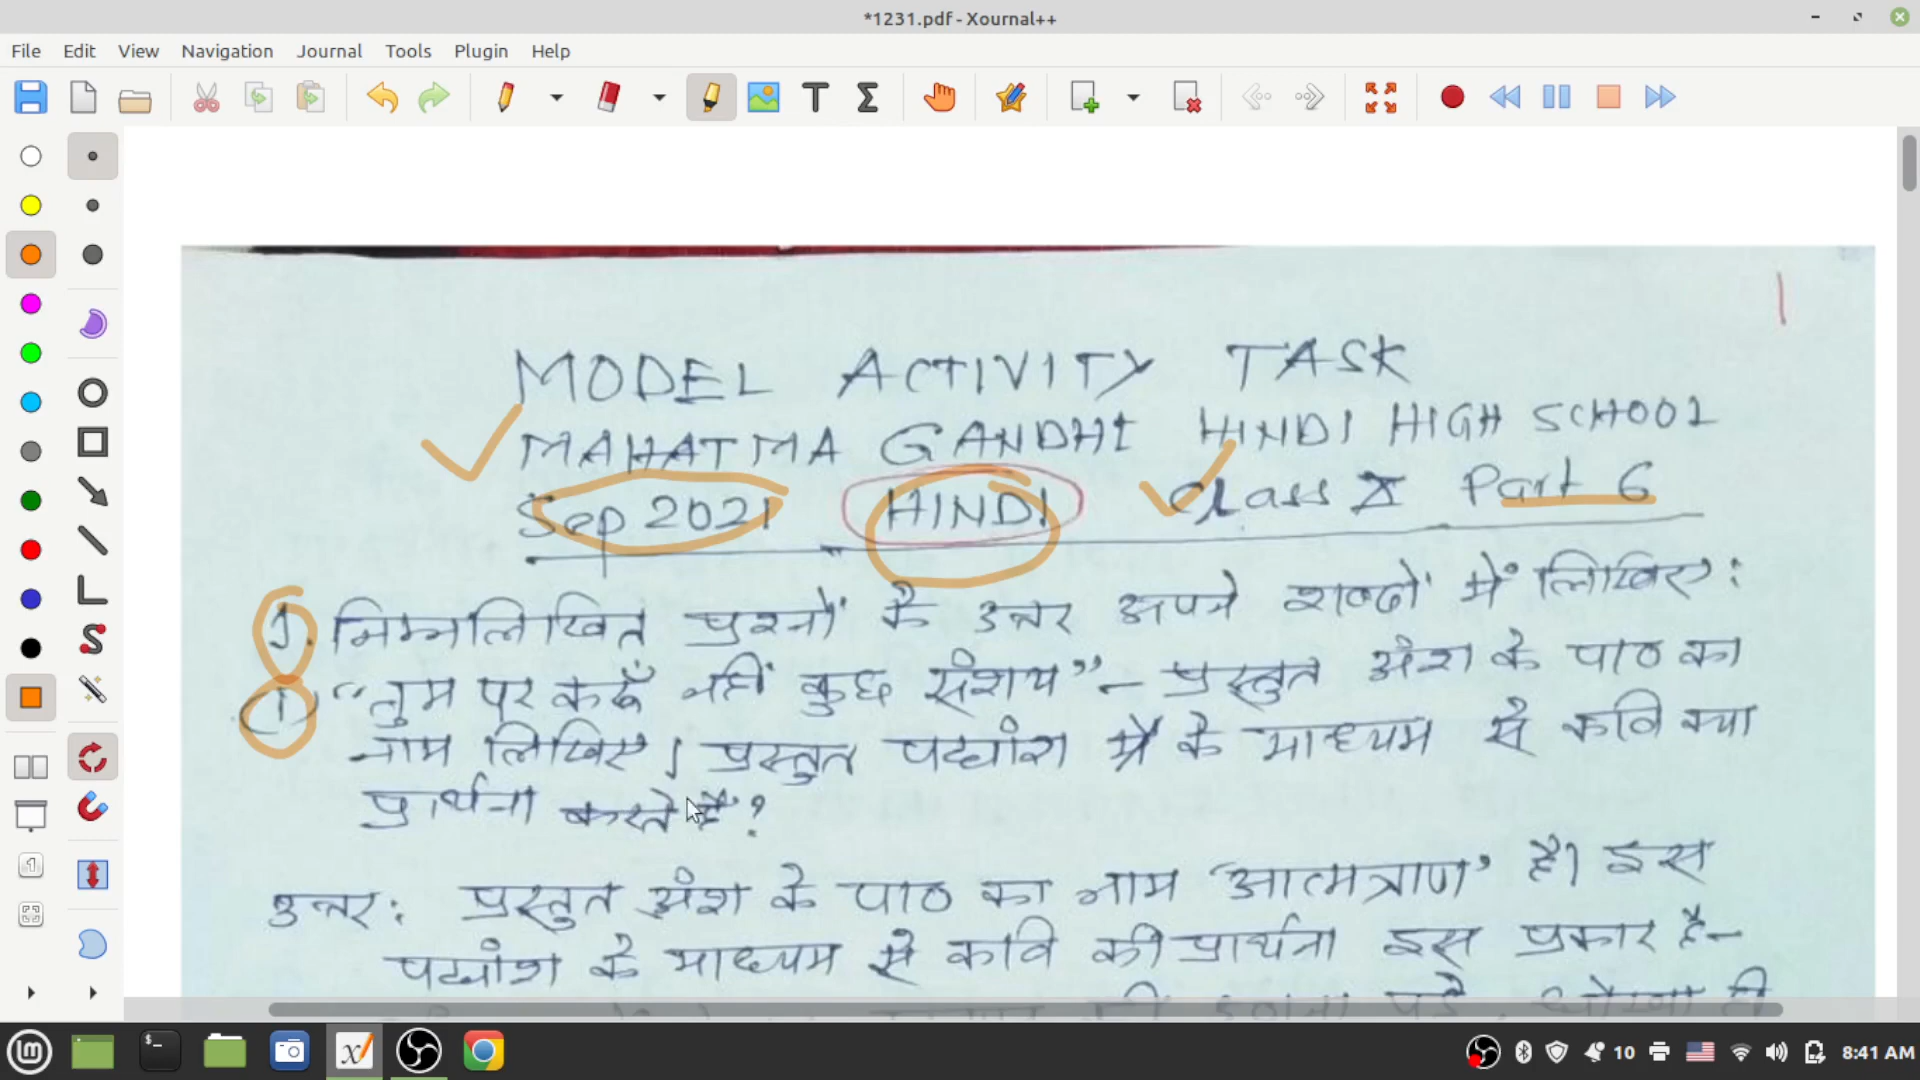 *1231.pdf - Xournal++
File Edit View Navigation Journal Tools Plugin Help
1
MODEL ACTIVITY TASK
MAHATMA GANDHI HINDI HIGH SCHOOL
Sep 2021 HINDI Class X Part 6
1. निम्नलिखित प्रश्नों के उत्तर अपने शब्दों में लिखिए:
(1) "तुम पर करूँ नहीं कुछ संशय" - प्रस्तुत अंश के पाठ का
नाम लिखिए। प्रस्तुत पद्यांश में के माध्यम से कवि क्या
प्रार्थना करते हैं?
उत्तर: प्रस्तुत अंश के पाठ का नाम 'आत्मत्राण' है। इस
पद्यांश के माध्यम से कवि की प्रार्थना इस प्रकार है-
10 8:41 AM